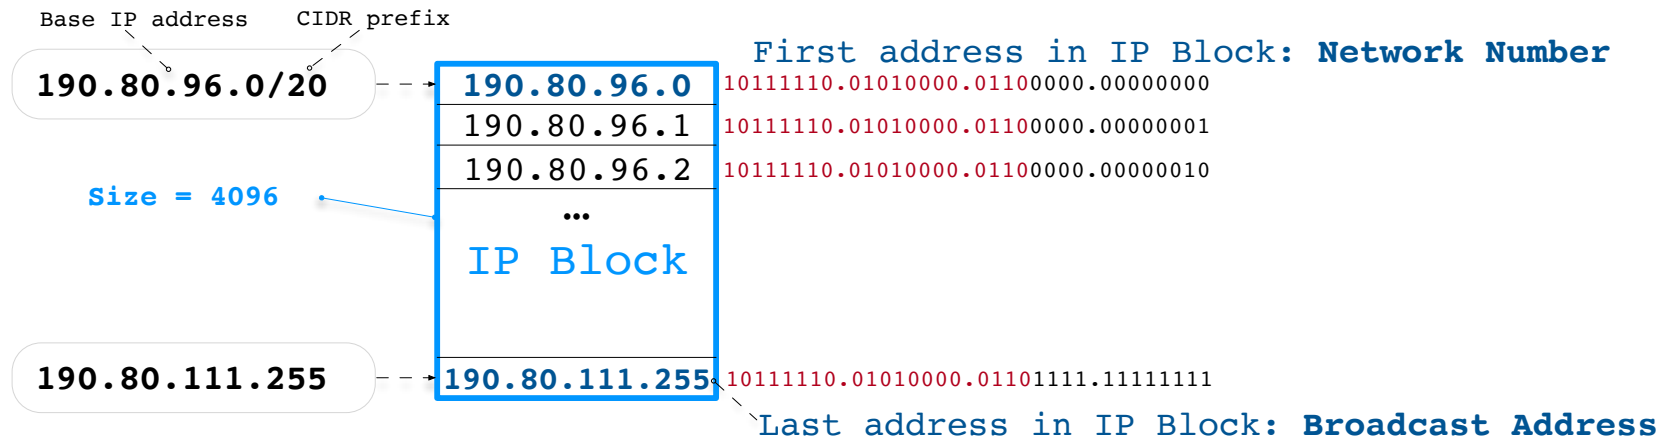 Base IP address CIDR prefix
First address in IP Block: Network Number
190.80.96.0/20 190.80.96.0 10111110.01010000.01100000.00000000
190.80.96.1 10111110.01010000.01100000.00000001
190.80.96.2 10111110.01010000.01100000.00000010
Size = 4096
...
IP Block
190.80.111.255 190.80.111.255 10111110.01010000.01101111.11111111
Last address in IP Block: Broadcast Address